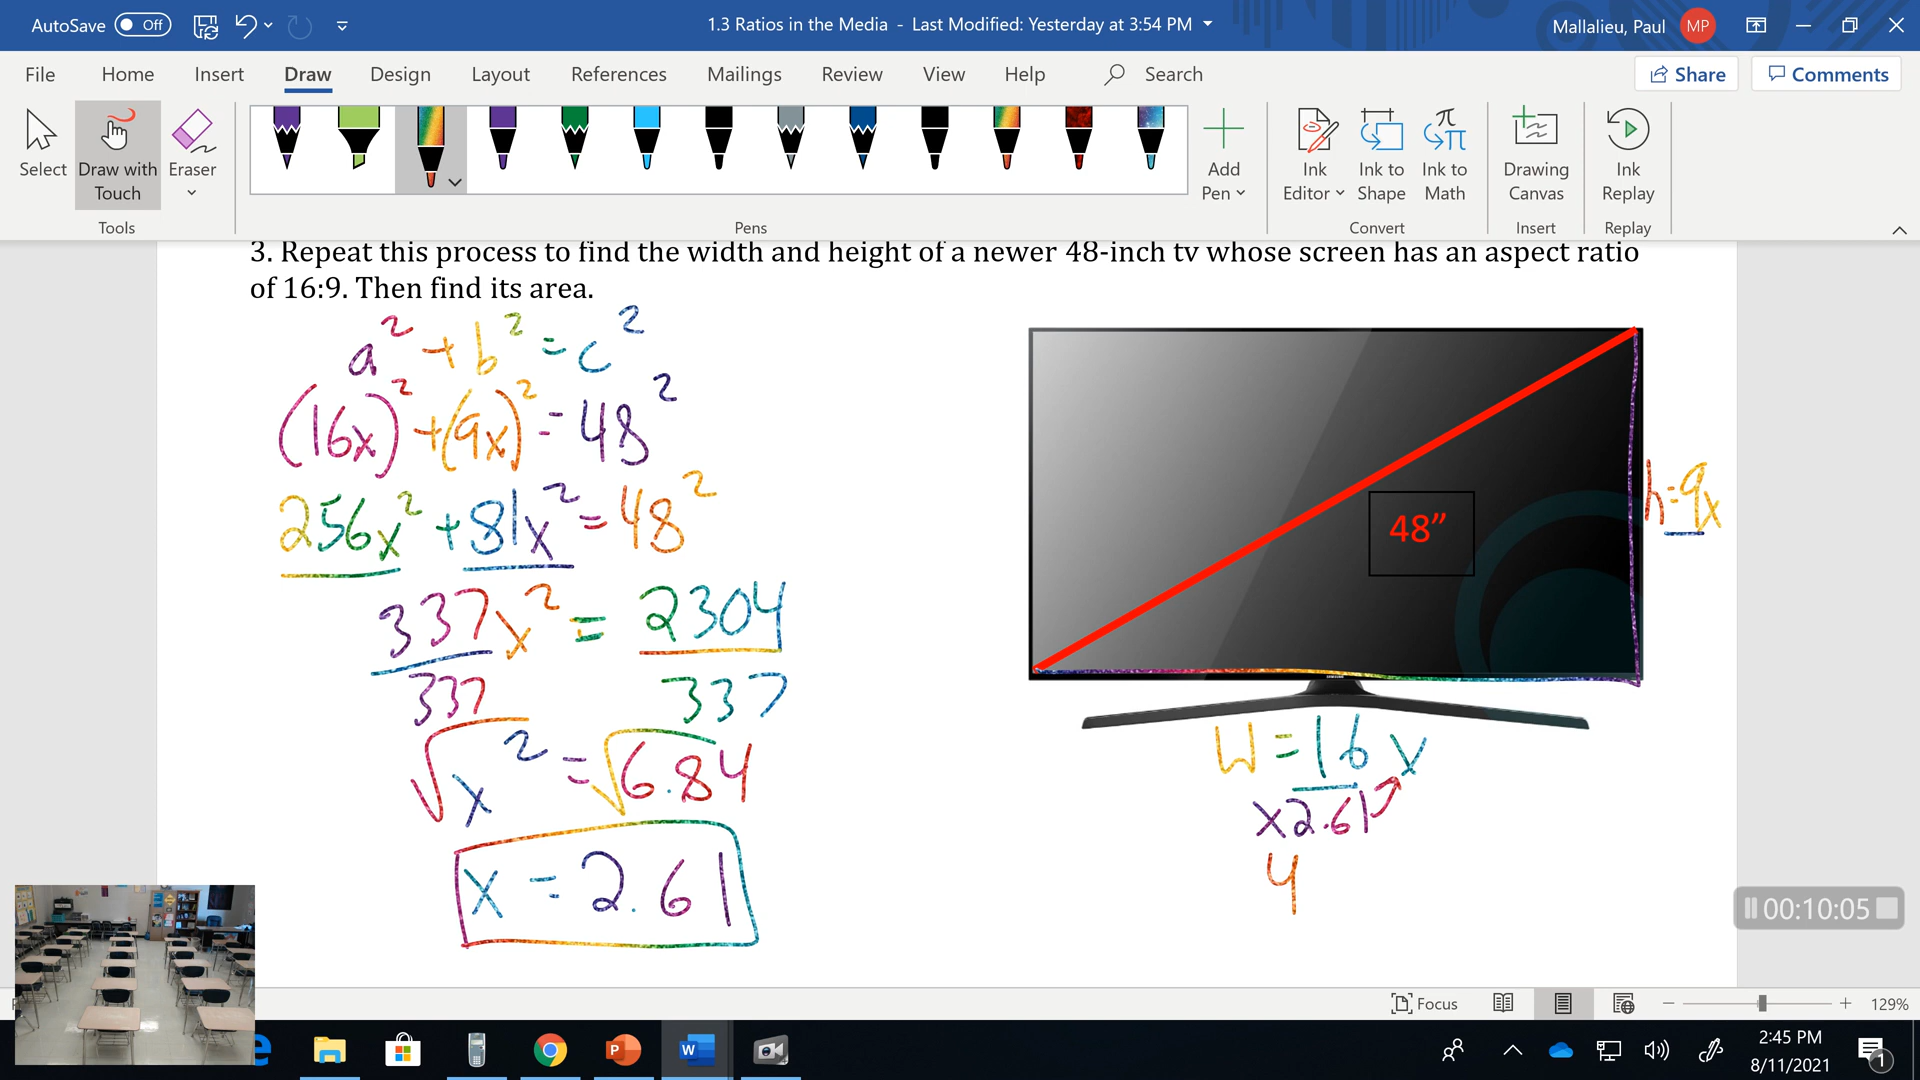 AutoSave Off 1.3 Ratios in the Media - Last Modified: Yesterday at 3:54 PM Mallalieu, Paul MP
File Home Insert Draw Design Layout References Mailings Review View Help Search Share Comments
Select Draw with Touch Eraser Add Pen Ink Editor Ink to Shape Ink to Math Drawing Canvas Ink Replay
Tools Pens Convert Insert Replay
3. Repeat this process to find the width and height of a newer 48-inch tv whose screen has an aspect ratio
of 16:9. Then find its area.
a² + b² = c²
(16x)² + (9x)² = 48²
256x² + 81x² = 48²
337x² = 2304
337 337
√x² = √6.84
x = 2.61
48”
h=9x
SAMSUNG
W = 16x
x2.61
4
00:10:05
Focus 129%
2:45 PM
8/11/2021
1